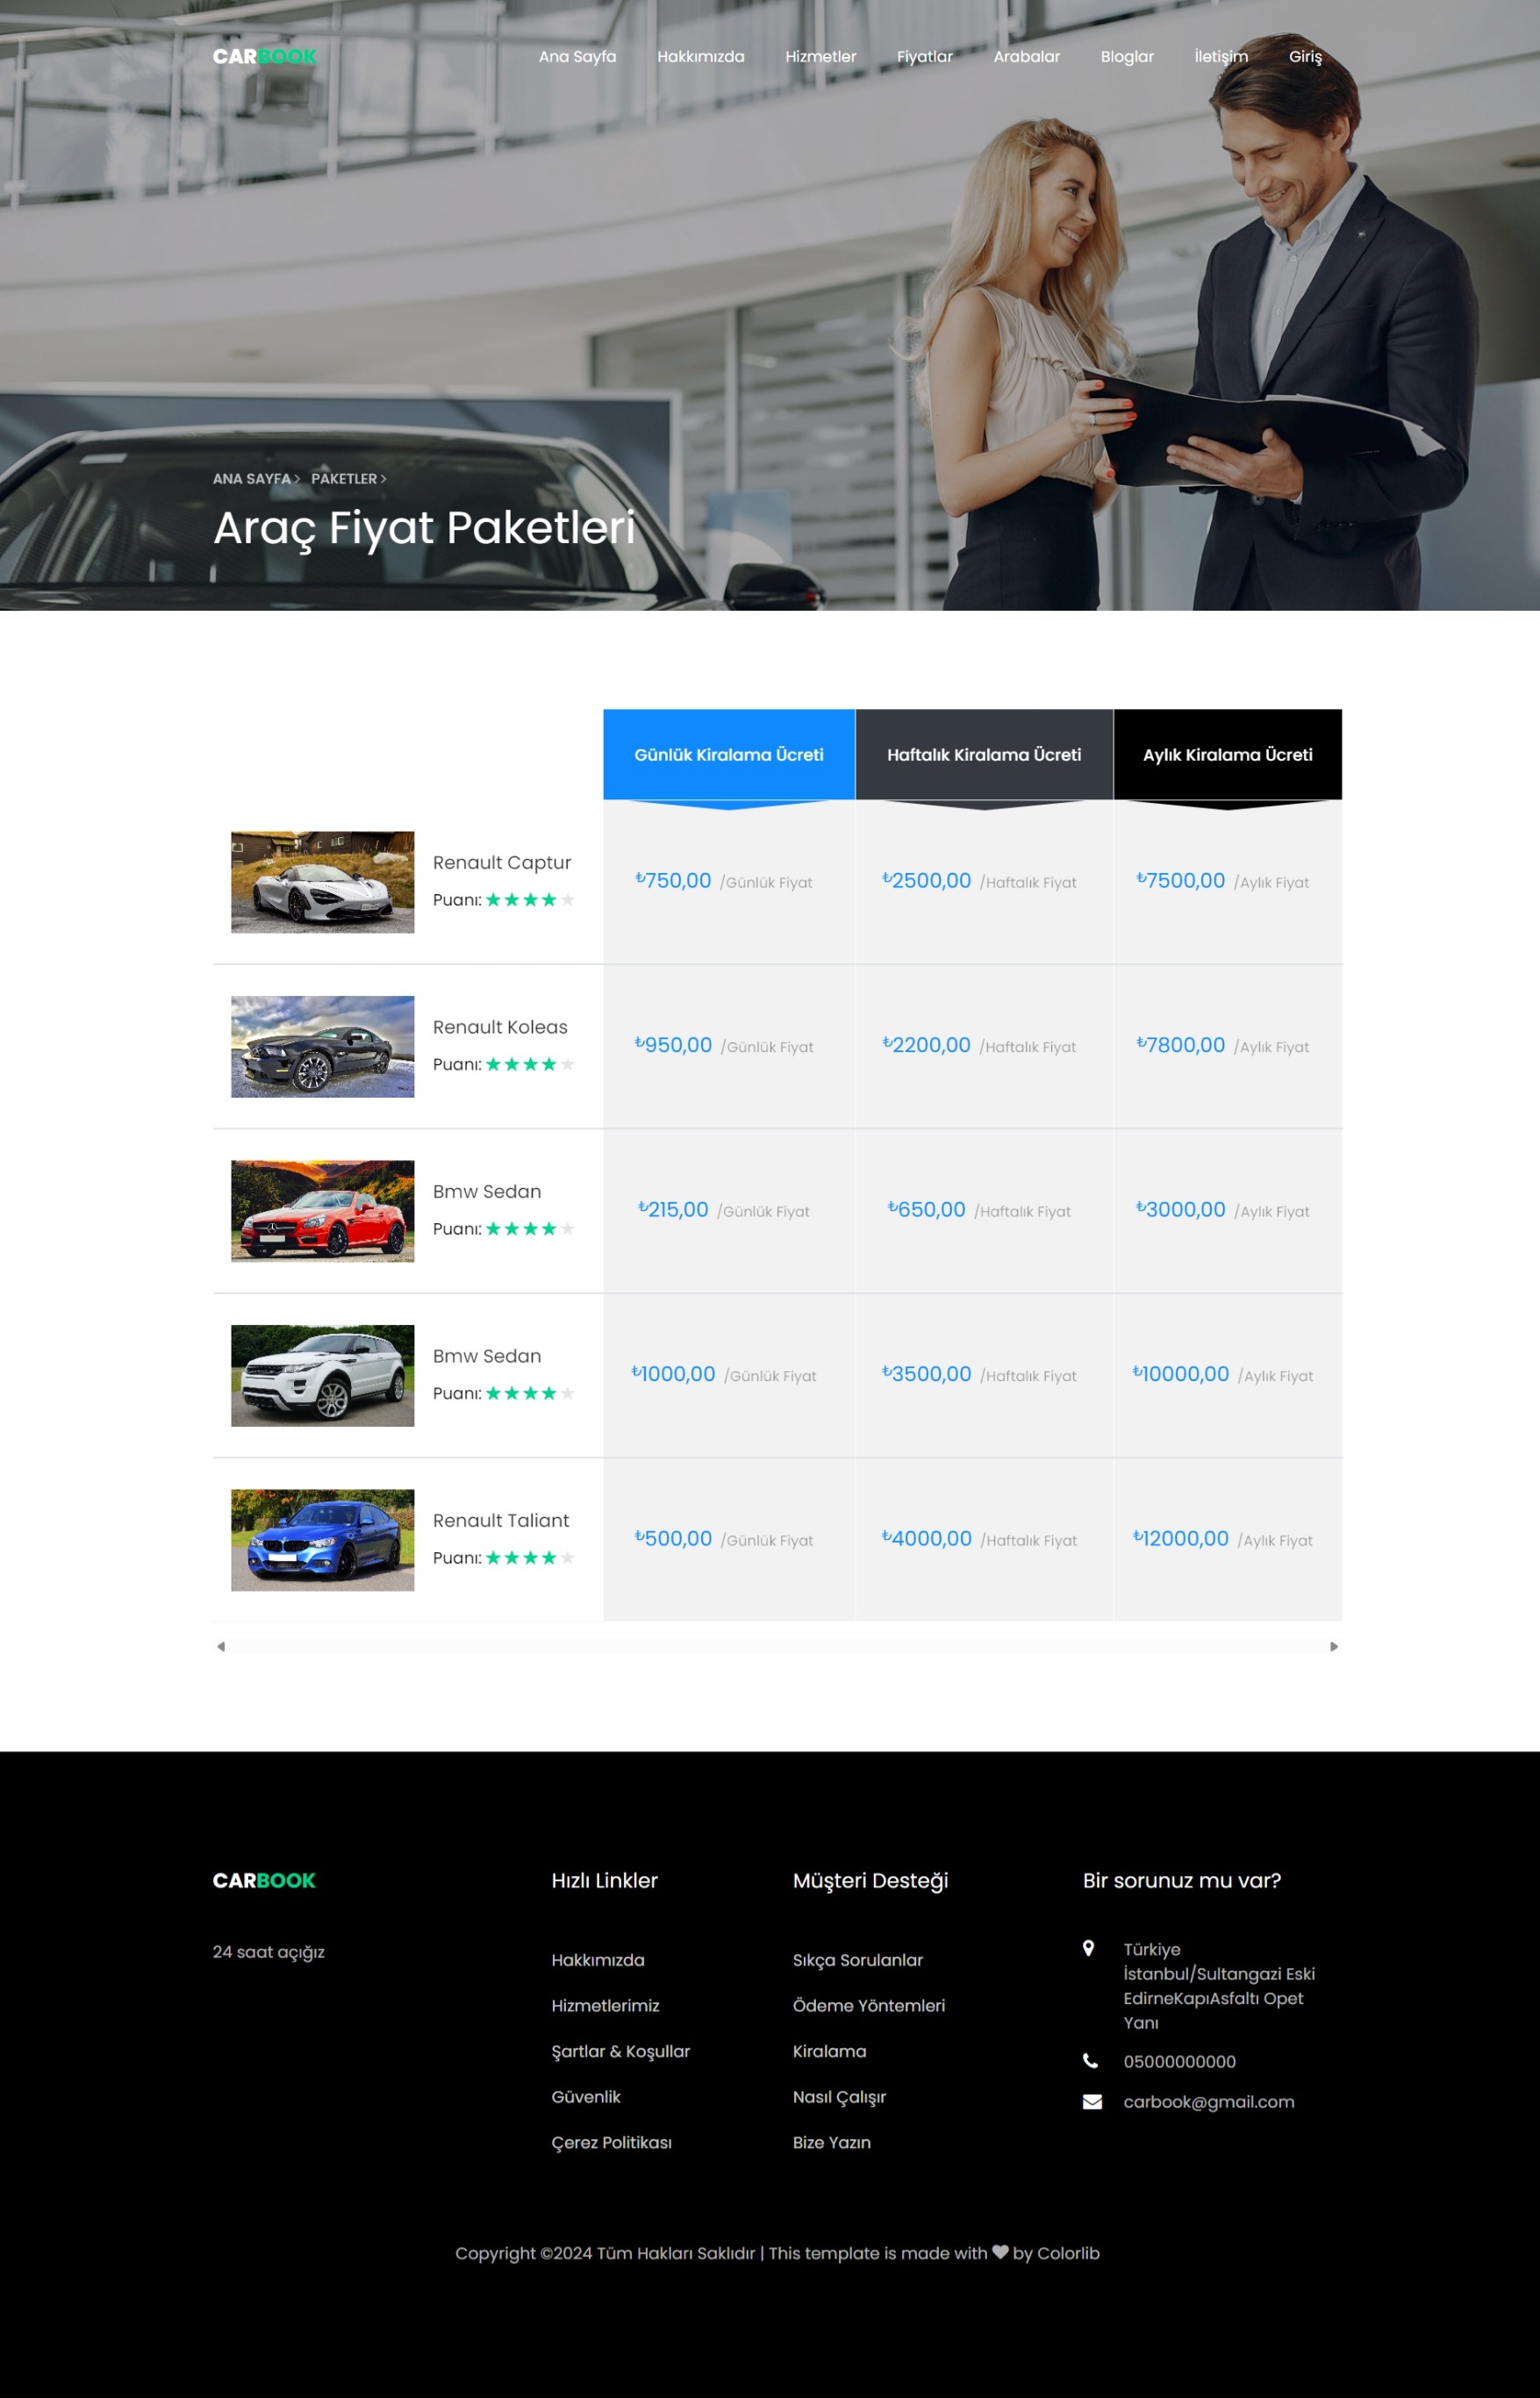 CARBOOK Ana Sayfa Hakkımızda Hizmetler Fiyatlar Arabalar Bloglar İletişim Giriş
ANA SAYFA > PAKETLER >
Araç Fiyat Paketleri
Günlük Kiralama Ücreti Haftalık Kiralama Ücreti Aylık Kiralama Ücreti
Renault Captur
Puanı:
₺750,00 /Günlük Fiyat ₺2500,00 /Haftalık Fiyat ₺7500,00 /Aylık Fiyat
Renault Koleas
Puanı:
₺950,00 /Günlük Fiyat ₺2200,00 /Haftalık Fiyat ₺7800,00 /Aylık Fiyat
Bmw Sedan
Puanı:
₺215,00 /Günlük Fiyat ₺650,00 /Haftalık Fiyat ₺3000,00 /Aylık Fiyat
Bmw Sedan
Puanı:
₺1000,00 /Günlük Fiyat ₺3500,00 /Haftalık Fiyat ₺10000,00 /Aylık Fiyat
Renault Taliant
Puanı:
₺500,00 /Günlük Fiyat ₺4000,00 /Haftalık Fiyat ₺12000,00 /Aylık Fiyat
CARBOOK
24 saat açığız
Hızlı Linkler
Hakkımızda
Hizmetlerimiz
Şartlar & Koşullar
Güvenlik
Çerez Politikası
Müşteri Desteği
Sıkça Sorulanlar
Ödeme Yöntemleri
Kiralama
Nasıl Çalışır
Bize Yazın
Bir sorunuz mu var?
Türkiye
İstanbul/Sultangazi Eski
EdirneKapıAsfaltı Opet
Yanı
05000000000
carbook@gmail.com
Copyright ©2024 Tüm Hakları Saklıdır | This template is made with ♥ by Colorlib